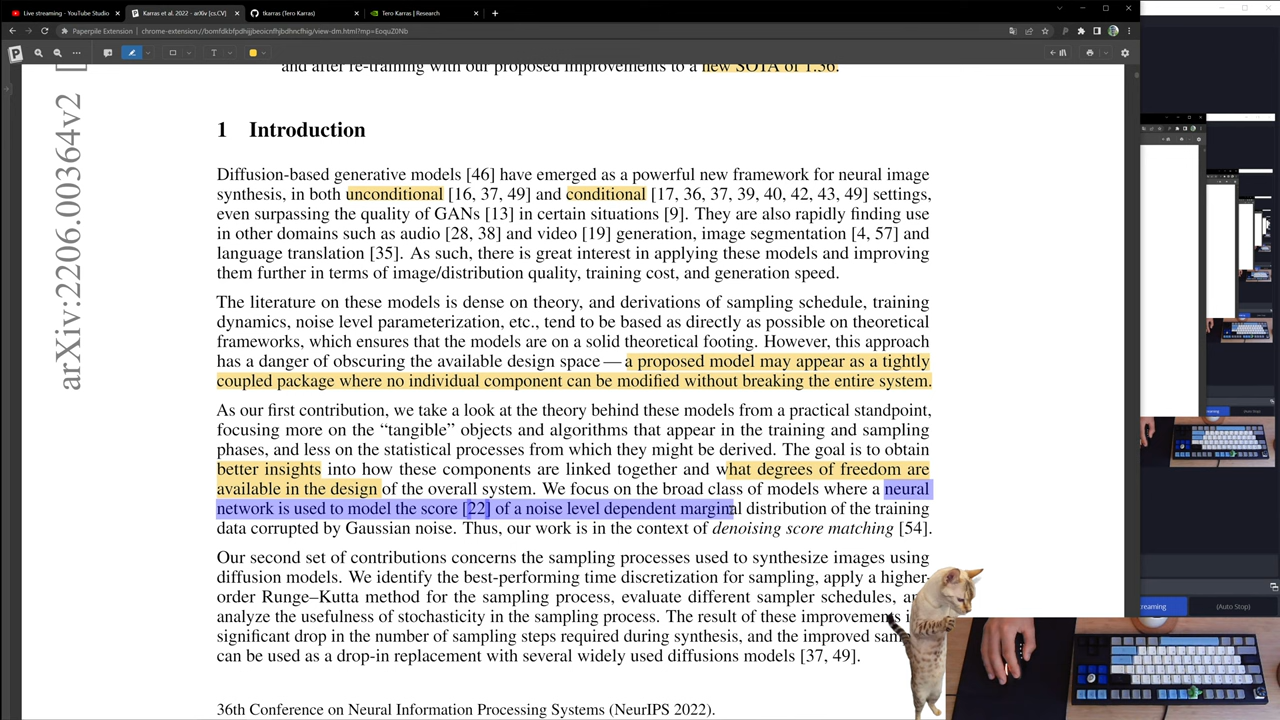 Live streaming - YouTube Studio
Karras et al. 2022 - arXiv [cs.CV]
tkarras (Tero Karras)
Tero Karras | Research
Paperpile Extension
chrome-extension://bomfdkbfpdhijjbeoicnfhjbdhncfhig/view-dm.html?mp=EoquZ0Nb
and after re-training with our proposed improvements to a new SOTA of 1.36.
arXiv:2206.00364v2
1 Introduction
Diffusion-based generative models [46] have emerged as a powerful new framework for neural image
synthesis, in both unconditional [16, 37, 49] and conditional [17, 36, 37, 39, 40, 42, 43, 49] settings,
even surpassing the quality of GANs [13] in certain situations [9]. They are also rapidly finding use
in other domains such as audio [28, 38] and video [19] generation, image segmentation [4, 57] and
language translation [35]. As such, there is great interest in applying these models and improving
them further in terms of image/distribution quality, training cost, and generation speed.
The literature on these models is dense on theory, and derivations of sampling schedule, training
dynamics, noise level parameterization, etc., tend to be based as directly as possible on theoretical
frameworks, which ensures that the models are on a solid theoretical footing. However, this approach
has a danger of obscuring the available design space — a proposed model may appear as a tightly
coupled package where no individual component can be modified without breaking the entire system.
As our first contribution, we take a look at the theory behind these models from a practical standpoint,
focusing more on the “tangible” objects and algorithms that appear in the training and sampling
phases, and less on the statistical processes from which they might be derived. The goal is to obtain
better insights into how these components are linked together and what degrees of freedom are
available in the design of the overall system. We focus on the broad class of models where a neural
network is used to model the score [22] of a noise level dependent marginal distribution of the training
data corrupted by Gaussian noise. Thus, our work is in the context of denoising score matching [54].
Our second set of contributions concerns the sampling processes used to synthesize images using
diffusion models. We identify the best-performing time discretization for sampling, apply a higher-
order Runge–Kutta method for the sampling process, evaluate different sampler schedules, and
analyze the usefulness of stochasticity in the sampling process. The result of these improvements
significant drop in the number of sampling steps required during synthesis, and the improved
can be used as a drop-in replacement with several widely used diffusions models [37, 49].
36th Conference on Neural Information Processing Systems (NeurIPS 2022).
(Auto Stop)